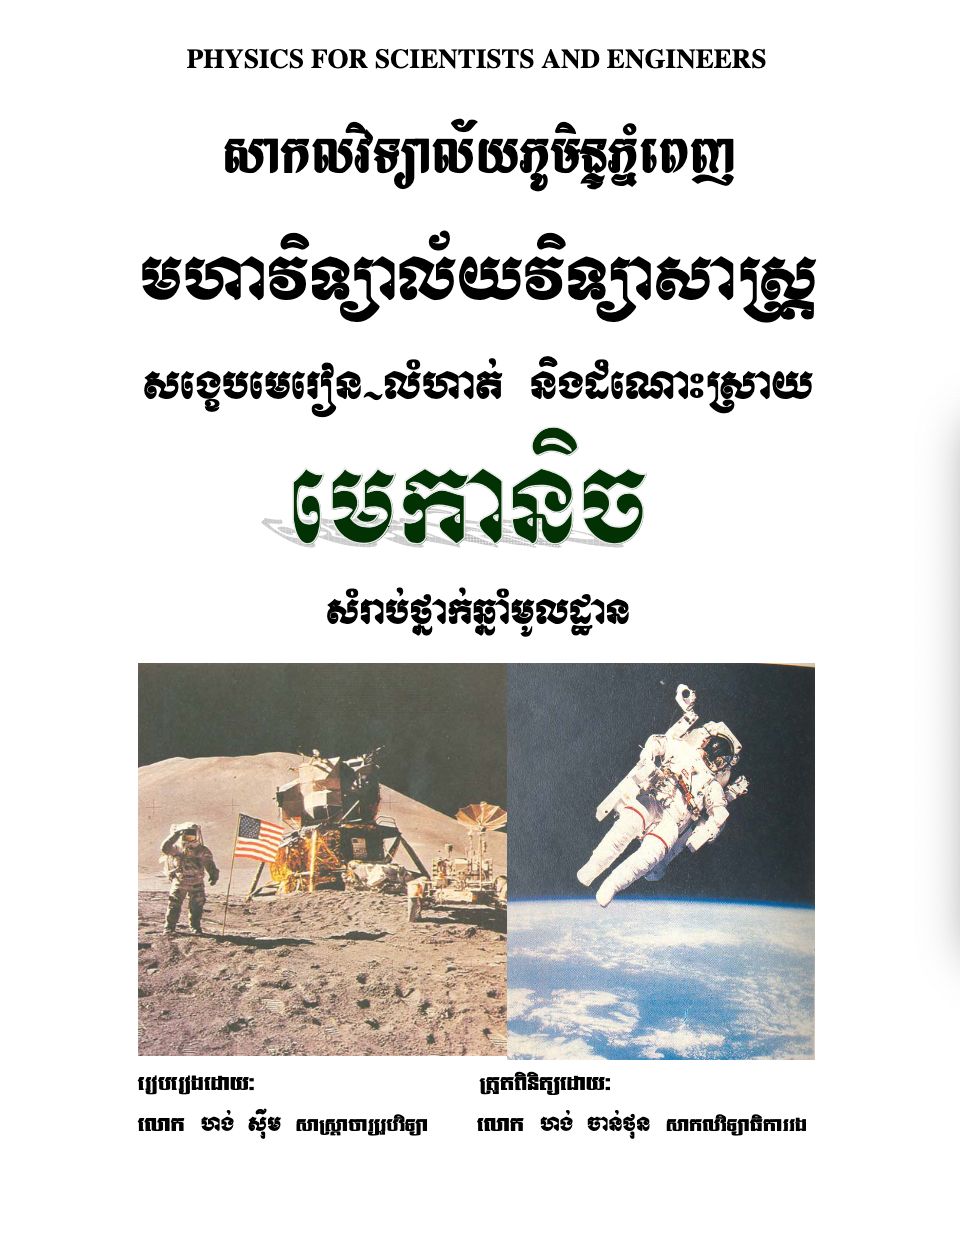 PHYSICS FOR SCIENTISTS AND ENGINEERS
សាកលវិទ្យាល័យភូមិន្ទភ្នំពេញ
មហាវិទ្យាល័យវិទ្យាសាស្ត្រ
សង្ខេបមេរៀន~លំហាត់ និងដំណោះស្រាយ
មេកានិច
សំរាប់ថ្នាក់ឆ្នាំមូលដ្ឋាន
រៀបរៀងដោយៈ ត្រួតពិនិត្យដោយៈ
លោក ហង់ ស៊ីម សាស្ត្រាចារ្យរូបវិទ្យា លោក ហង់ ចាន់ថុន សាកលវិទ្យាធិការរង